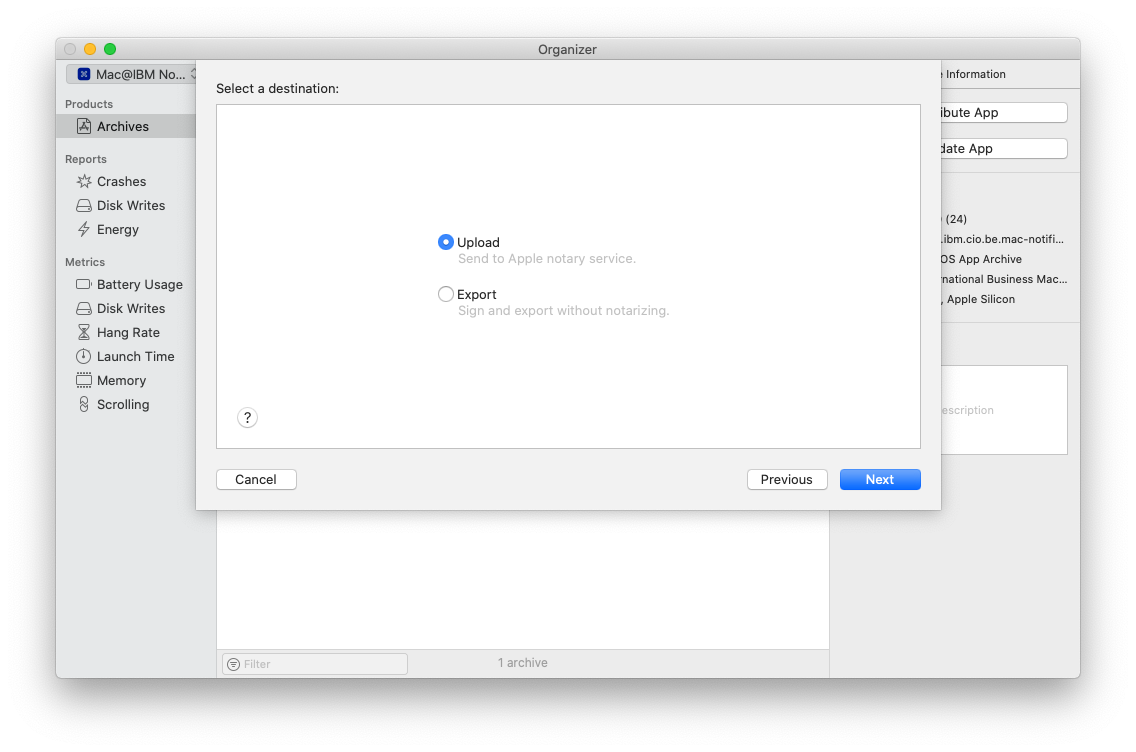 Organizer
Mac@IBM No...
Products
Archives
Reports
Crashes
Disk Writes
Energy
Metrics
Battery Usage
Disk Writes
Hang Rate
Launch Time
Memory
Scrolling
Select a destination:
Upload
Send to Apple notary service.
Export
Sign and export without notarizing.
?
Cancel
Previous
Next
Information
ibute App
date App
(24)
.ibm.cio.be.mac-notifi...
OS App Archive
rnational Business Mac...
, Apple Silicon
escription
Filter
1 archive